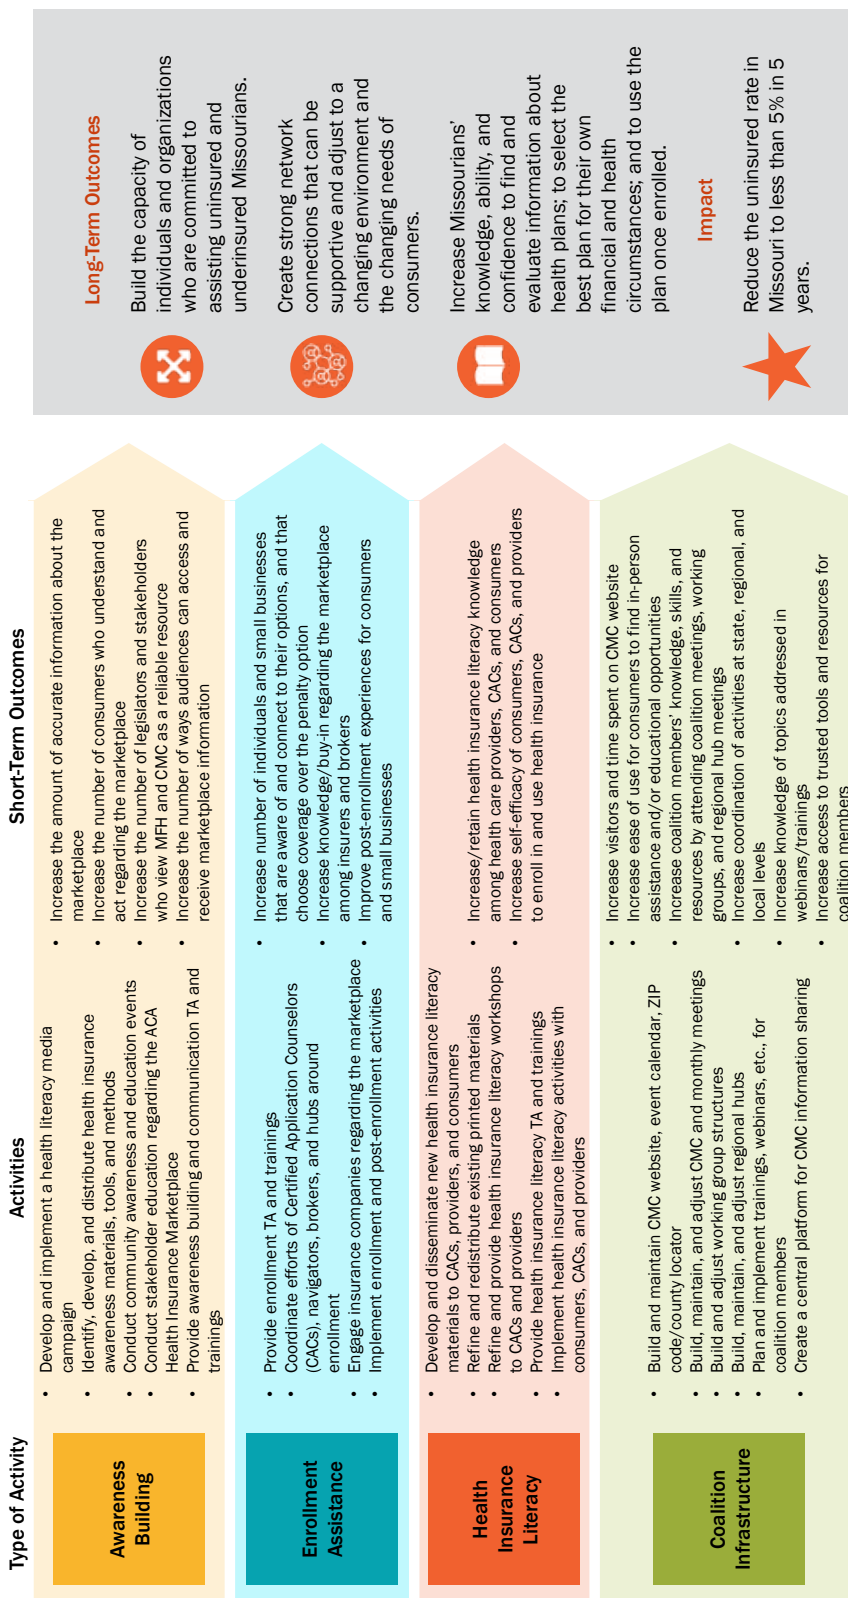 Type of Activity
Activities
Short-Term Outcomes
Awareness
Building
• Develop and implement a health literacy media
campaign
• Identify, develop, and distribute health insurance
awareness materials, tools, and methods
• Conduct community awareness and education events
• Conduct stakeholder education regarding the ACA
Health Insurance Marketplace
• Provide awareness building and communication TA and
trainings
• Increase the amount of accurate information about the
marketplace
• Increase the number of consumers who understand and
act regarding the marketplace
• Increase the number of legislators and stakeholders
who view MFH and CMC as a reliable resource
• Increase the number of ways audiences can access and
receive marketplace information
Enrollment
Assistance
• Provide enrollment TA and trainings
• Coordinate efforts of Certified Application Counselors
(CACs), navigators, brokers, and hubs around
enrollment
• Engage insurance companies regarding the marketplace
• Implement enrollment and post-enrollment activities
• Increase number of individuals and small businesses
that are aware of and connect to their options, and that
choose coverage over the penalty option
• Increase knowledge/buy-in regarding the marketplace
among insurers and brokers
• Improve post-enrollment experiences for consumers
and small businesses
Health
Insurance
Literacy
• Develop and disseminate new health insurance literacy
materials to CACs, providers, and consumers
• Refine and redistribute existing printed materials
• Refine and provide health insurance literacy workshops
to CACs and providers
• Provide health insurance literacy TA and trainings
• Implement health insurance literacy activities with
consumers, CACs, and providers
• Increase/retain health insurance literacy knowledge
among health care providers, CACs, and consumers
• Increase self-efficacy of consumers, CACs, and providers
to enroll in and use health insurance
Coalition
Infrastructure
• Build and maintain CMC website, event calendar, ZIP
code/county locator
• Build, maintain, and adjust CMC and monthly meetings
• Build and adjust working group structures
• Build, maintain, and adjust regional hubs
• Plan and implement trainings, webinars, etc., for
coalition members
• Create a central platform for CMC information sharing
• Increase visitors and time spent on CMC website
• Increase ease of use for consumers to find in-person
assistance and/or educational opportunities
• Increase coalition members' knowledge, skills, and
resources by attending coalition meetings, working
groups, and regional hub meetings
• Increase coordination of activities at state, regional, and
local levels
• Increase knowledge of topics addressed in
webinars/trainings
• Increase access to trusted tools and resources for
coalition members
Long-Term Outcomes
Build the capacity of
individuals and organizations
who are committed to
assisting uninsured and
underinsured Missourians.
Create strong network
connections that can be
supportive and adjust to a
changing environment and
the changing needs of
consumers.
Increase Missourians'
knowledge, ability, and
confidence to find and
evaluate information about
health plans; to select the
best plan for their own
financial and health
circumstances; and to use the
plan once enrolled.
Impact
Reduce the uninsured rate in
Missouri to less than 5% in 5
years.